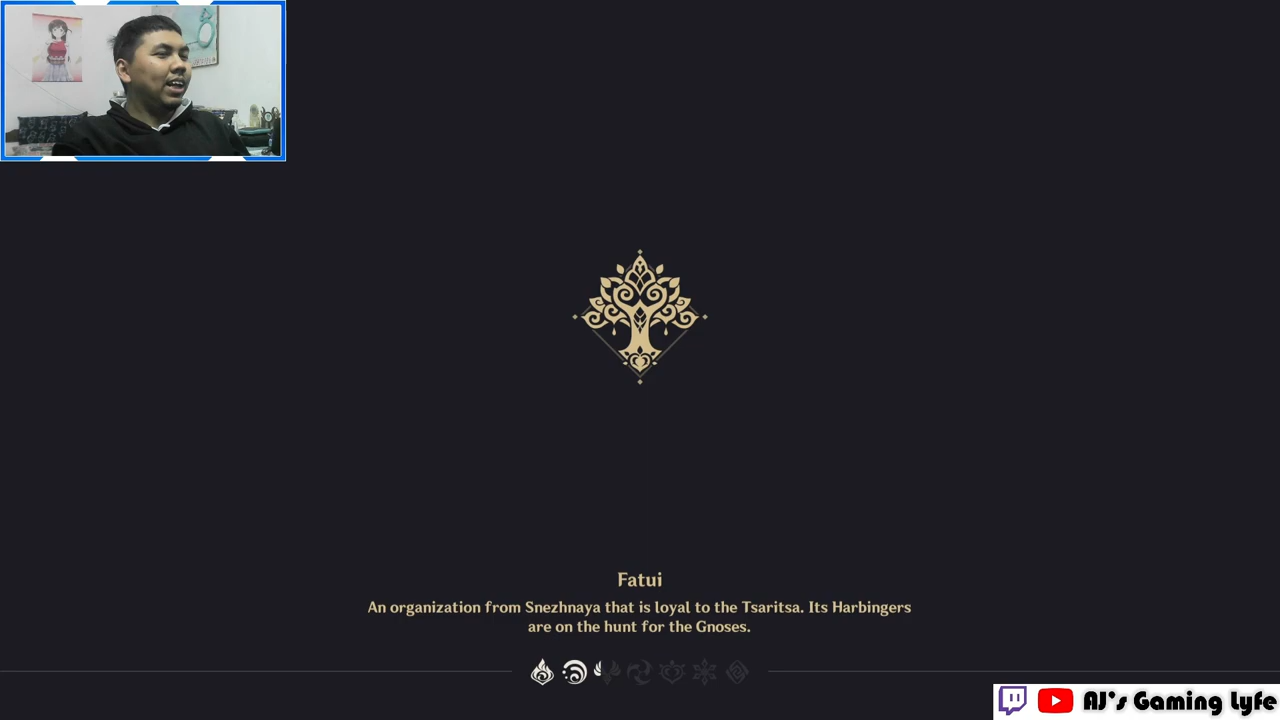 Fatui
An organization from Snezhnaya that is loyal to the Tsaritsa. Its Harbingers
are on the hunt for the Gnoses.
AJ's Gaming Lyfe